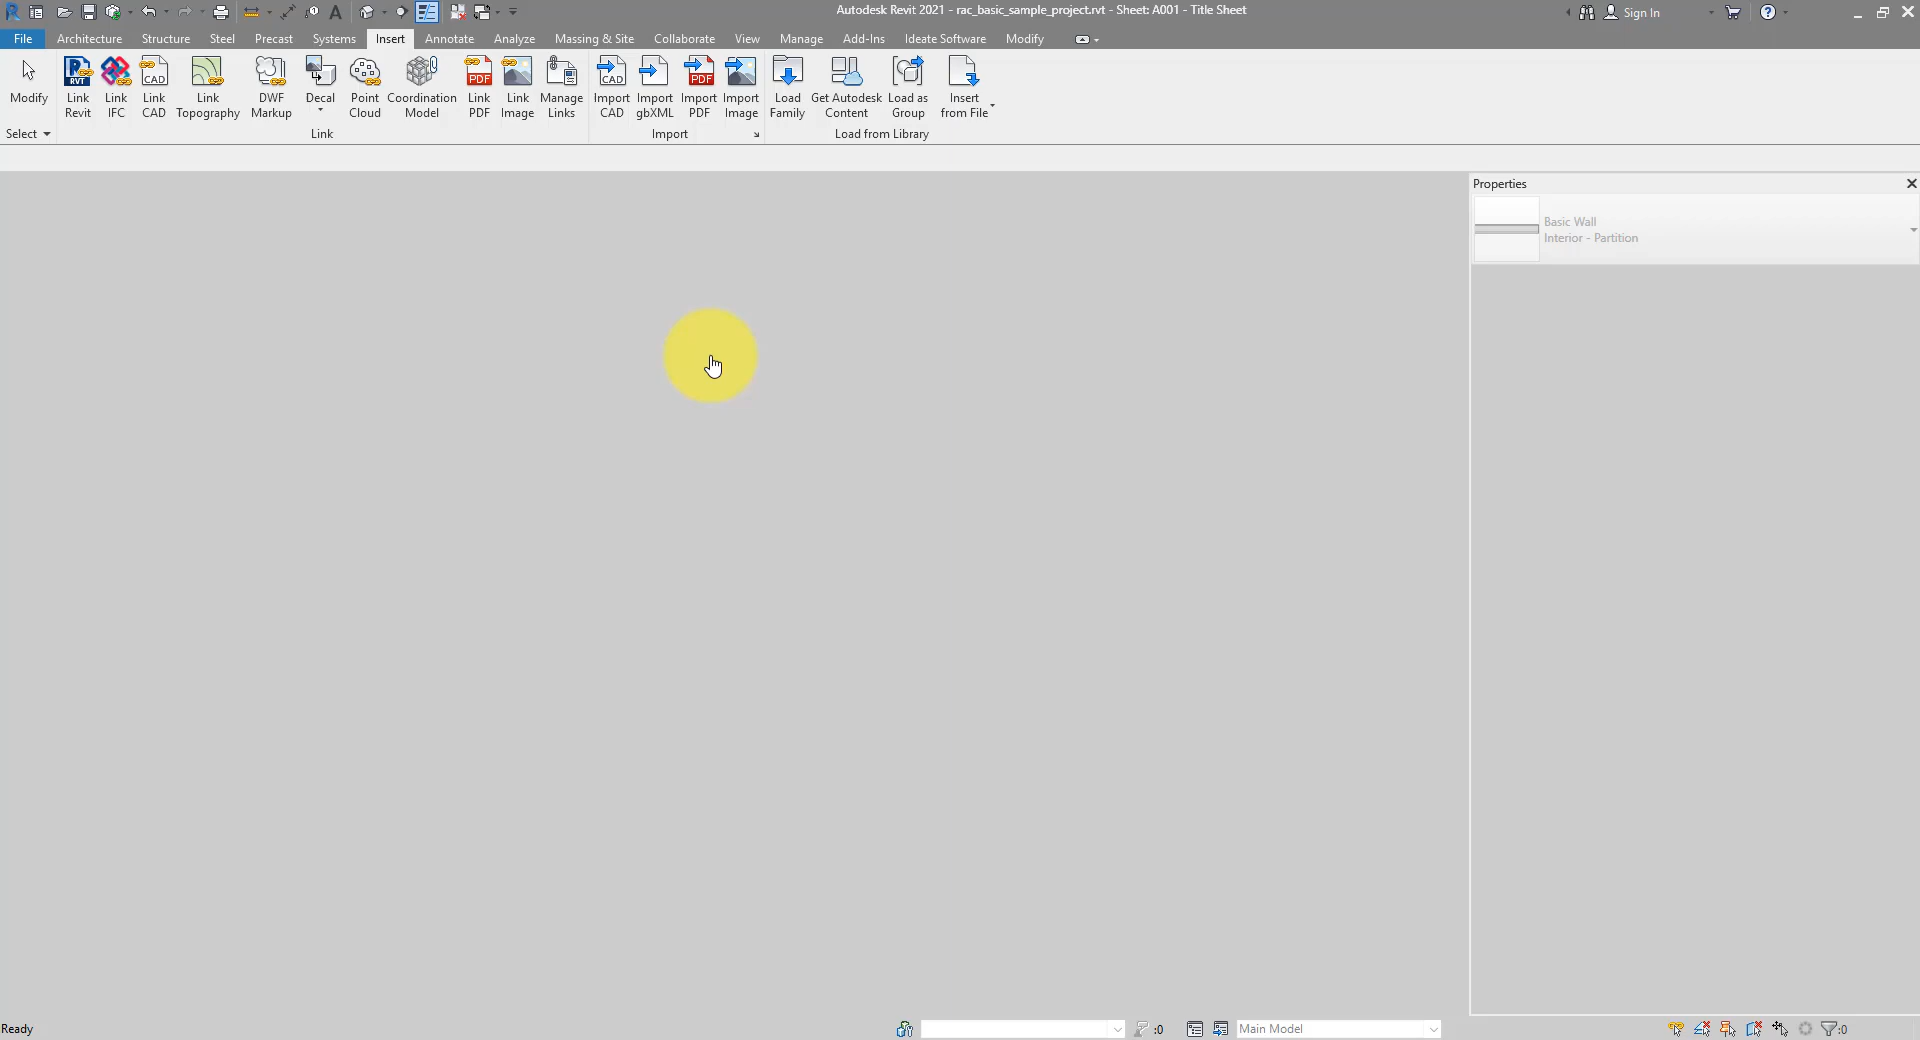 Autodesk Revit 2021 - rac_basic_sample_project.rvt - Sheet: A001 - Title Sheet
Sign In
File Architecture Structure Steel Precast Systems Insert Annotate Analyze Massing & Site Collaborate View Manage Add-Ins Ideate Software Modify
Modify
Link Revit
Link IFC
Link CAD
Link Topography
DWF Markup
Decal
Point Cloud
Coordination Model
Link PDF
Link Image
Manage Links
Import CAD
Import gbXML
Import PDF
Import Image
Load Family
Get Autodesk Content
Load as Group
Insert from File
Select
Link
Import
Load from Library
Properties
Basic Wall
Interior - Partition
Ready
:0
Main Model
:0